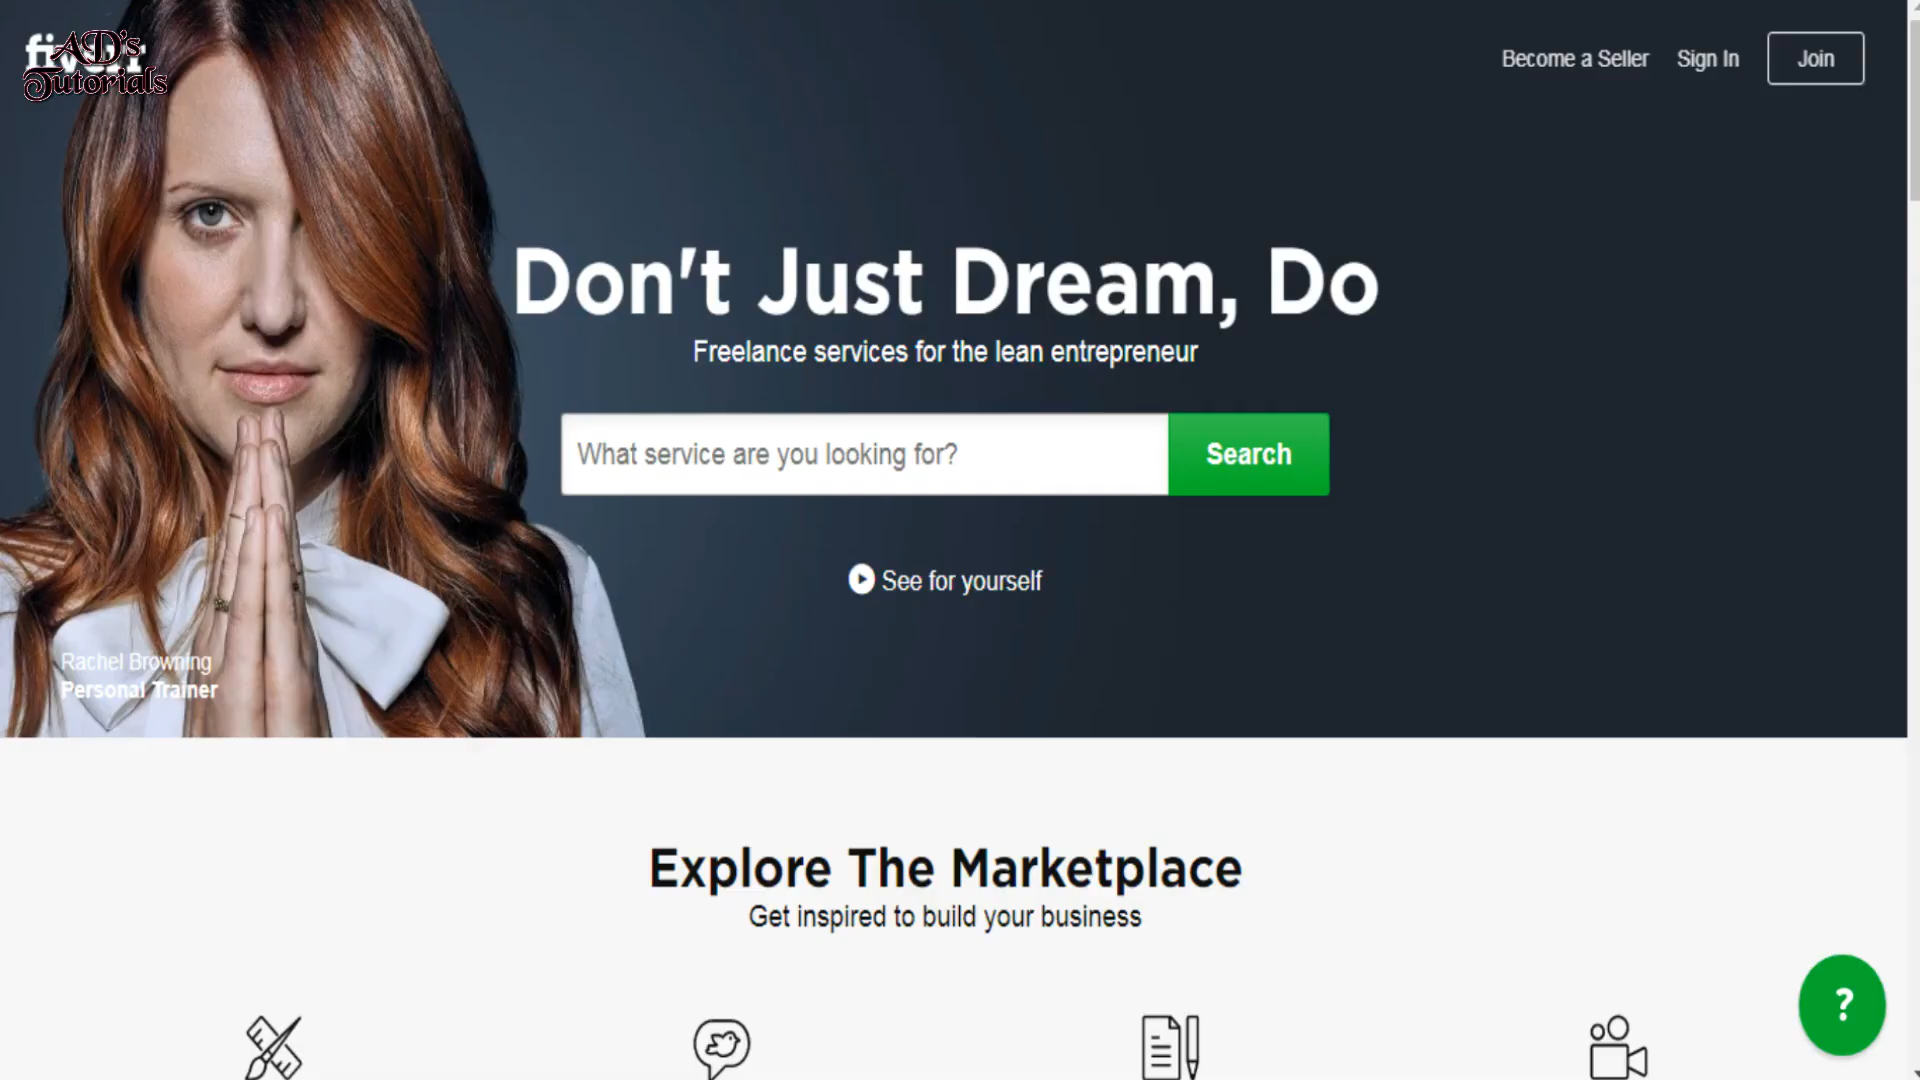 fiverr
AD's
Tutorials
Become a Seller
Sign In
Join
Don't Just Dream, Do
Freelance services for the lean entrepreneur
What service are you looking for?
Search
See for yourself
Rachel Browning
Personal Trainer
Explore The Marketplace
Get inspired to build your business
?